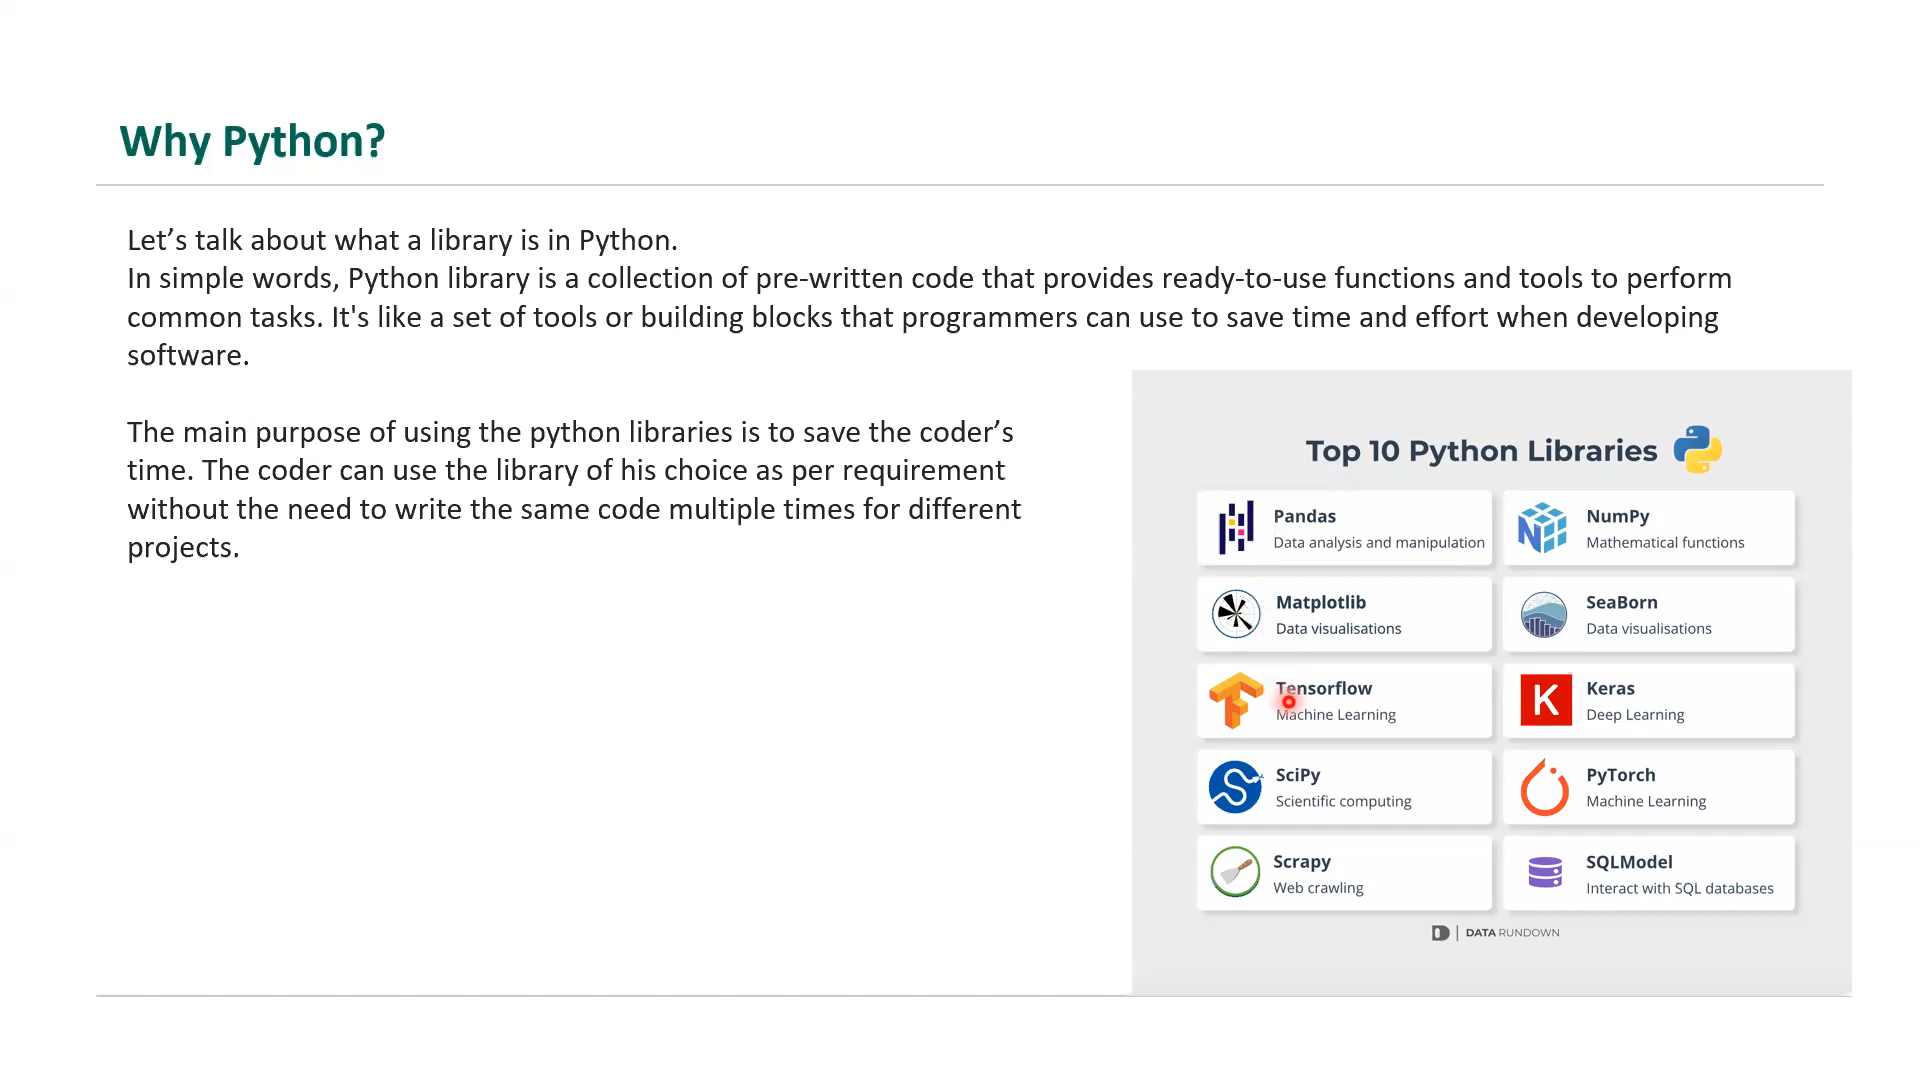 Why Python?
Let’s talk about what a library is in Python.
In simple words, Python library is a collection of pre-written code that provides ready-to-use functions and tools to perform
common tasks. It's like a set of tools or building blocks that programmers can use to save time and effort when developing
software.
The main purpose of using the python libraries is to save the coder’s
time. The coder can use the library of his choice as per requirement
without the need to write the same code multiple times for different
projects.
Top 10 Python Libraries
Pandas
Data analysis and manipulation
NumPy
Mathematical functions
Matplotlib
Data visualisations
SeaBorn
Data visualisations
Tensorflow
Machine Learning
Keras
Deep Learning
SciPy
Scientific computing
PyTorch
Machine Learning
Scrapy
Web crawling
SQLModel
Interact with SQL databases
DATA RUNDOWN